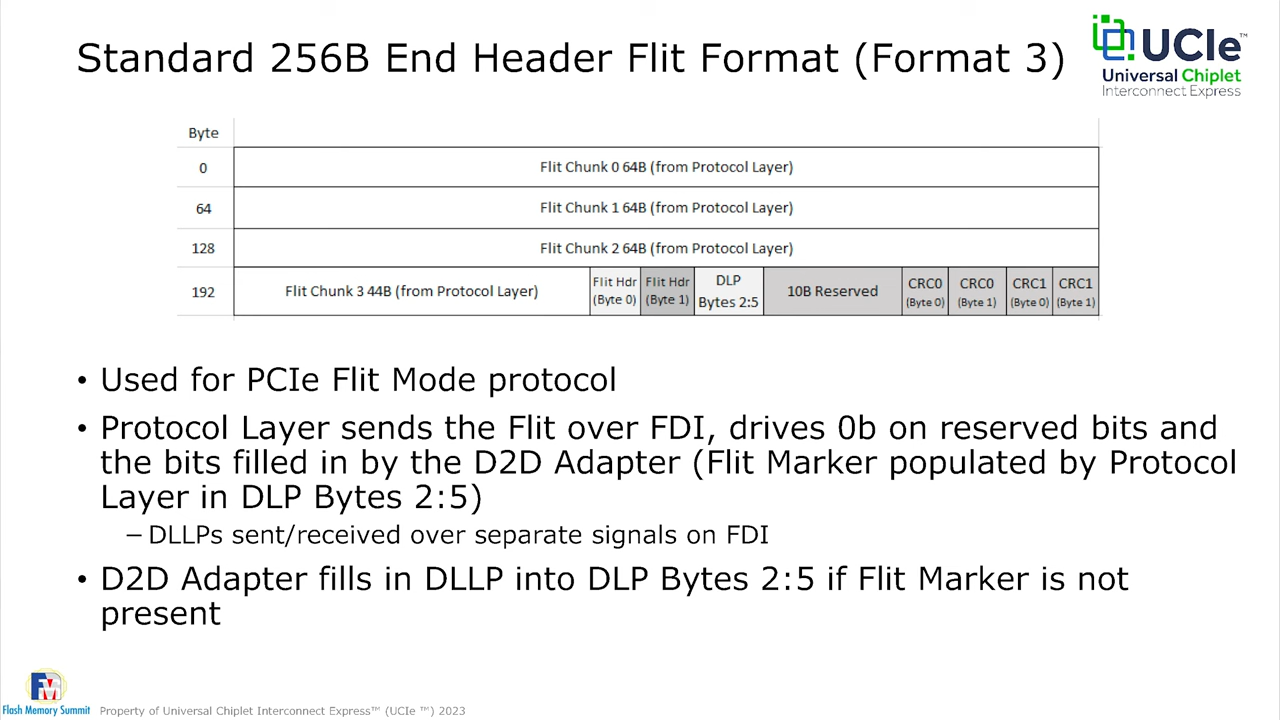 Standard 256B End Header Flit Format (Format 3)
UCIe™
Universal Chiplet
Interconnect Express
Byte
0 Flit Chunk 0 64B (from Protocol Layer)
64 Flit Chunk 1 64B (from Protocol Layer)
128 Flit Chunk 2 64B (from Protocol Layer)
192 Flit Chunk 3 44B (from Protocol Layer) Flit Hdr (Byte 0) Flit Hdr (Byte 1) DLP Bytes 2:5 10B Reserved CRC0 (Byte 0) CRC0 (Byte 1) CRC1 (Byte 0) CRC1 (Byte 1)
• Used for PCIe Flit Mode protocol
• Protocol Layer sends the Flit over FDI, drives 0b on reserved bits and
the bits filled in by the D2D Adapter (Flit Marker populated by Protocol
Layer in DLP Bytes 2:5)
– DLLPs sent/received over separate signals on FDI
• D2D Adapter fills in DLLP into DLP Bytes 2:5 if Flit Marker is not
present
FM
Flash Memory Summit
Property of Universal Chiplet Interconnect Express™ (UCIe ™) 2023